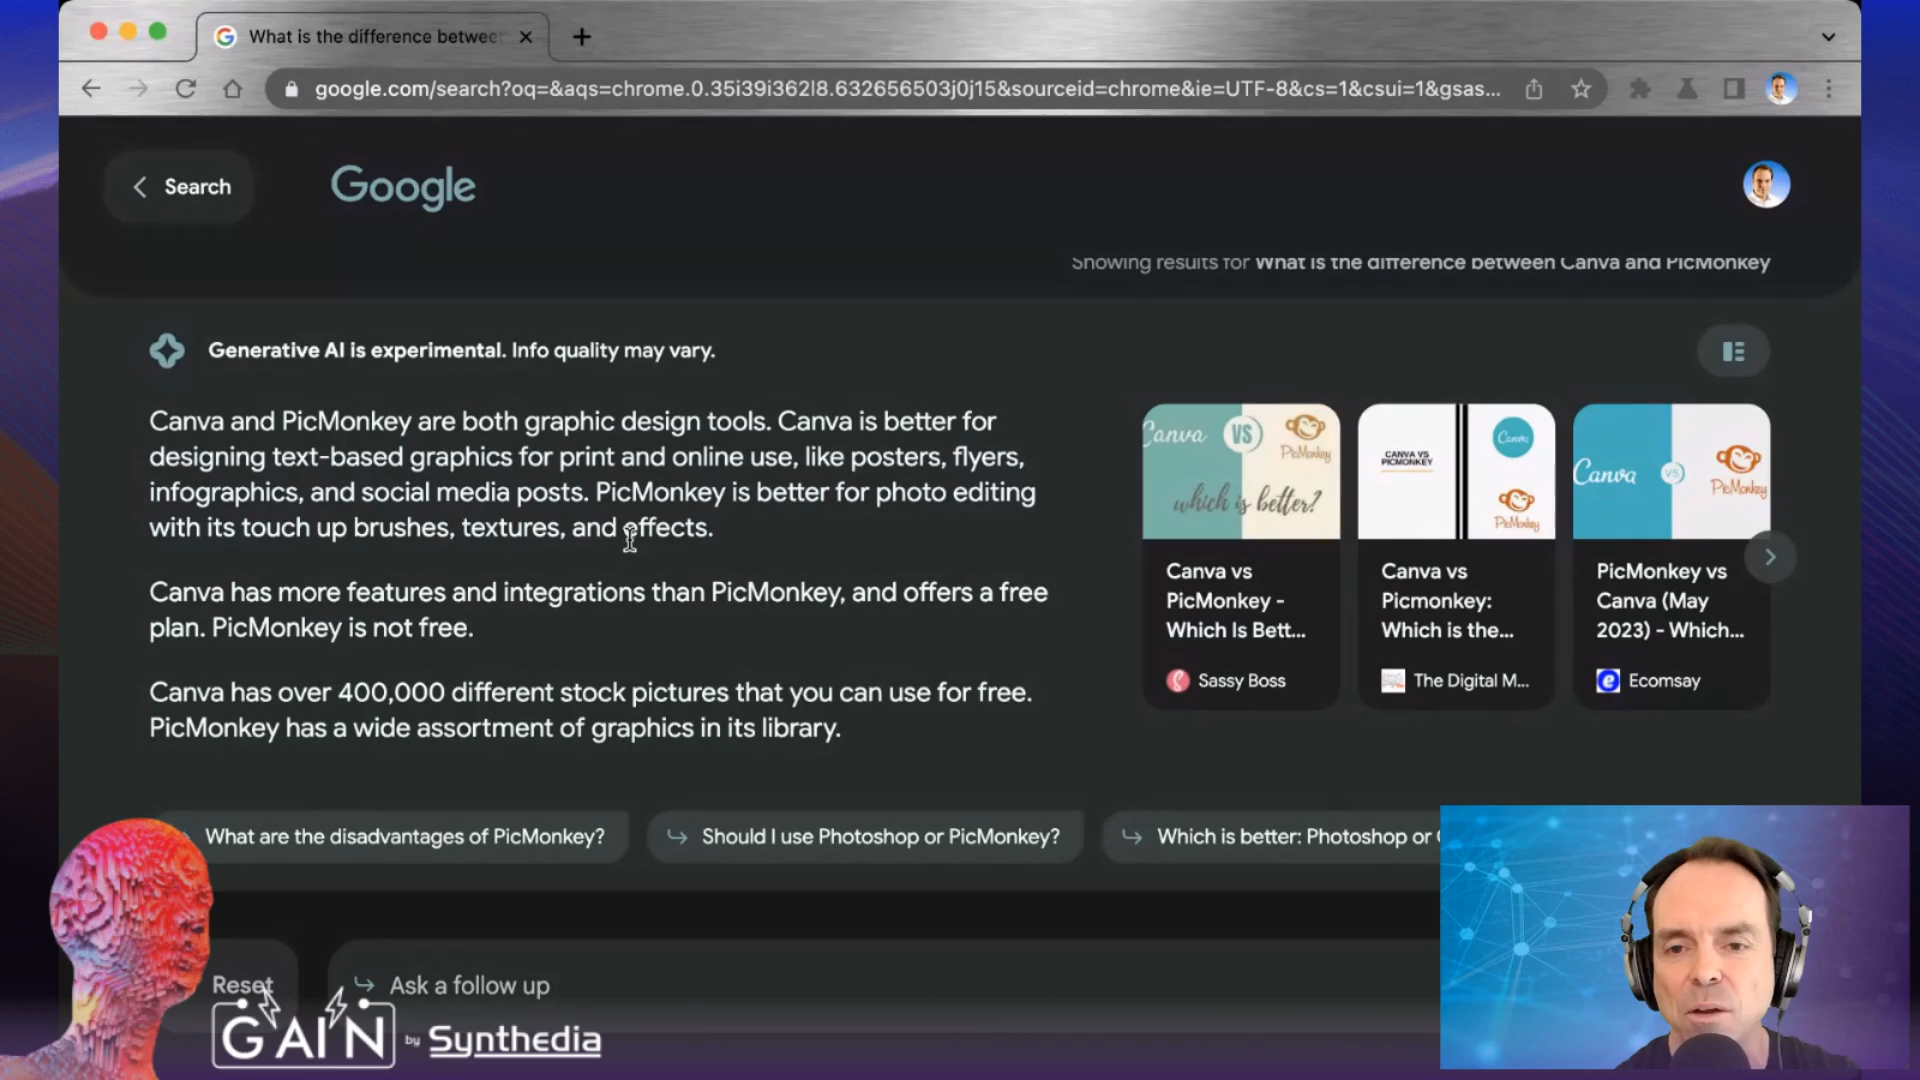 What is the difference betwee
google.com/search?oq=&aqs=chrome.0.35i39i362l8.632656503j0j15&sourceid=chrome&ie=UTF-8&cs=1&csui=1&gsas...
Search
Google
Showing results for What is the difference between Canva and PicMonkey
Generative AI is experimental. Info quality may vary.
Canva and PicMonkey are both graphic design tools. Canva is better for
designing text-based graphics for print and online use, like posters, flyers,
infographics, and social media posts. PicMonkey is better for photo editing
with its touch up brushes, textures, and effects.
Canva has more features and integrations than PicMonkey, and offers a free
plan. PicMonkey is not free.
Canva has over 400,000 different stock pictures that you can use for free.
PicMonkey has a wide assortment of graphics in its library.
Canva VS PicMonkey
which is better?
Canva vs
PicMonkey -
Which Is Bett...
Sassy Boss
CANVA VS
PICMONKEY
Canva
PicMonkey
Canva vs
Picmonkey:
Which is the...
The Digital M...
Canva VS PicMonkey
PicMonkey vs
Canva (May
2023) - Which...
Ecomsay
What are the disadvantages of PicMonkey?
Should I use Photoshop or PicMonkey?
Which is better: Photoshop or
Reset
Ask a follow up
GAIN by Synthedia